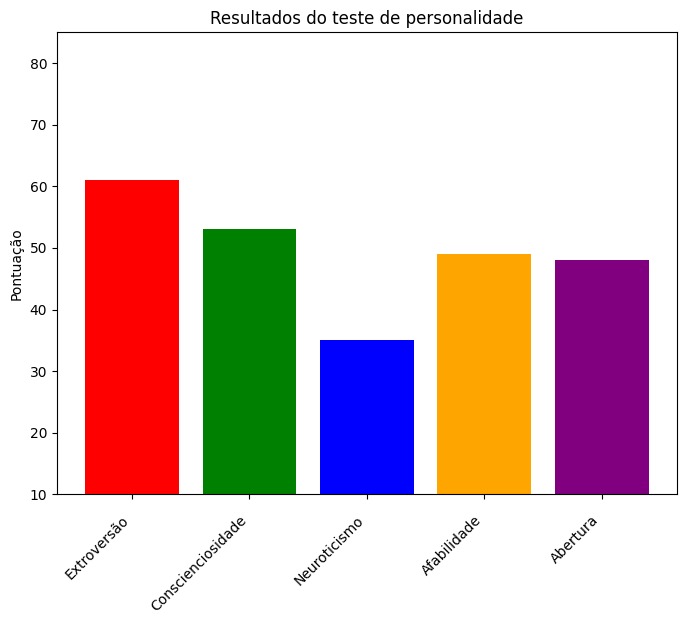 Resultados do teste de personalidade
80
70
60
50
40
30
20
10
Pontuação
Extroversão
Conscienciosidade
Neuroticismo
Afabilidade
Abertura